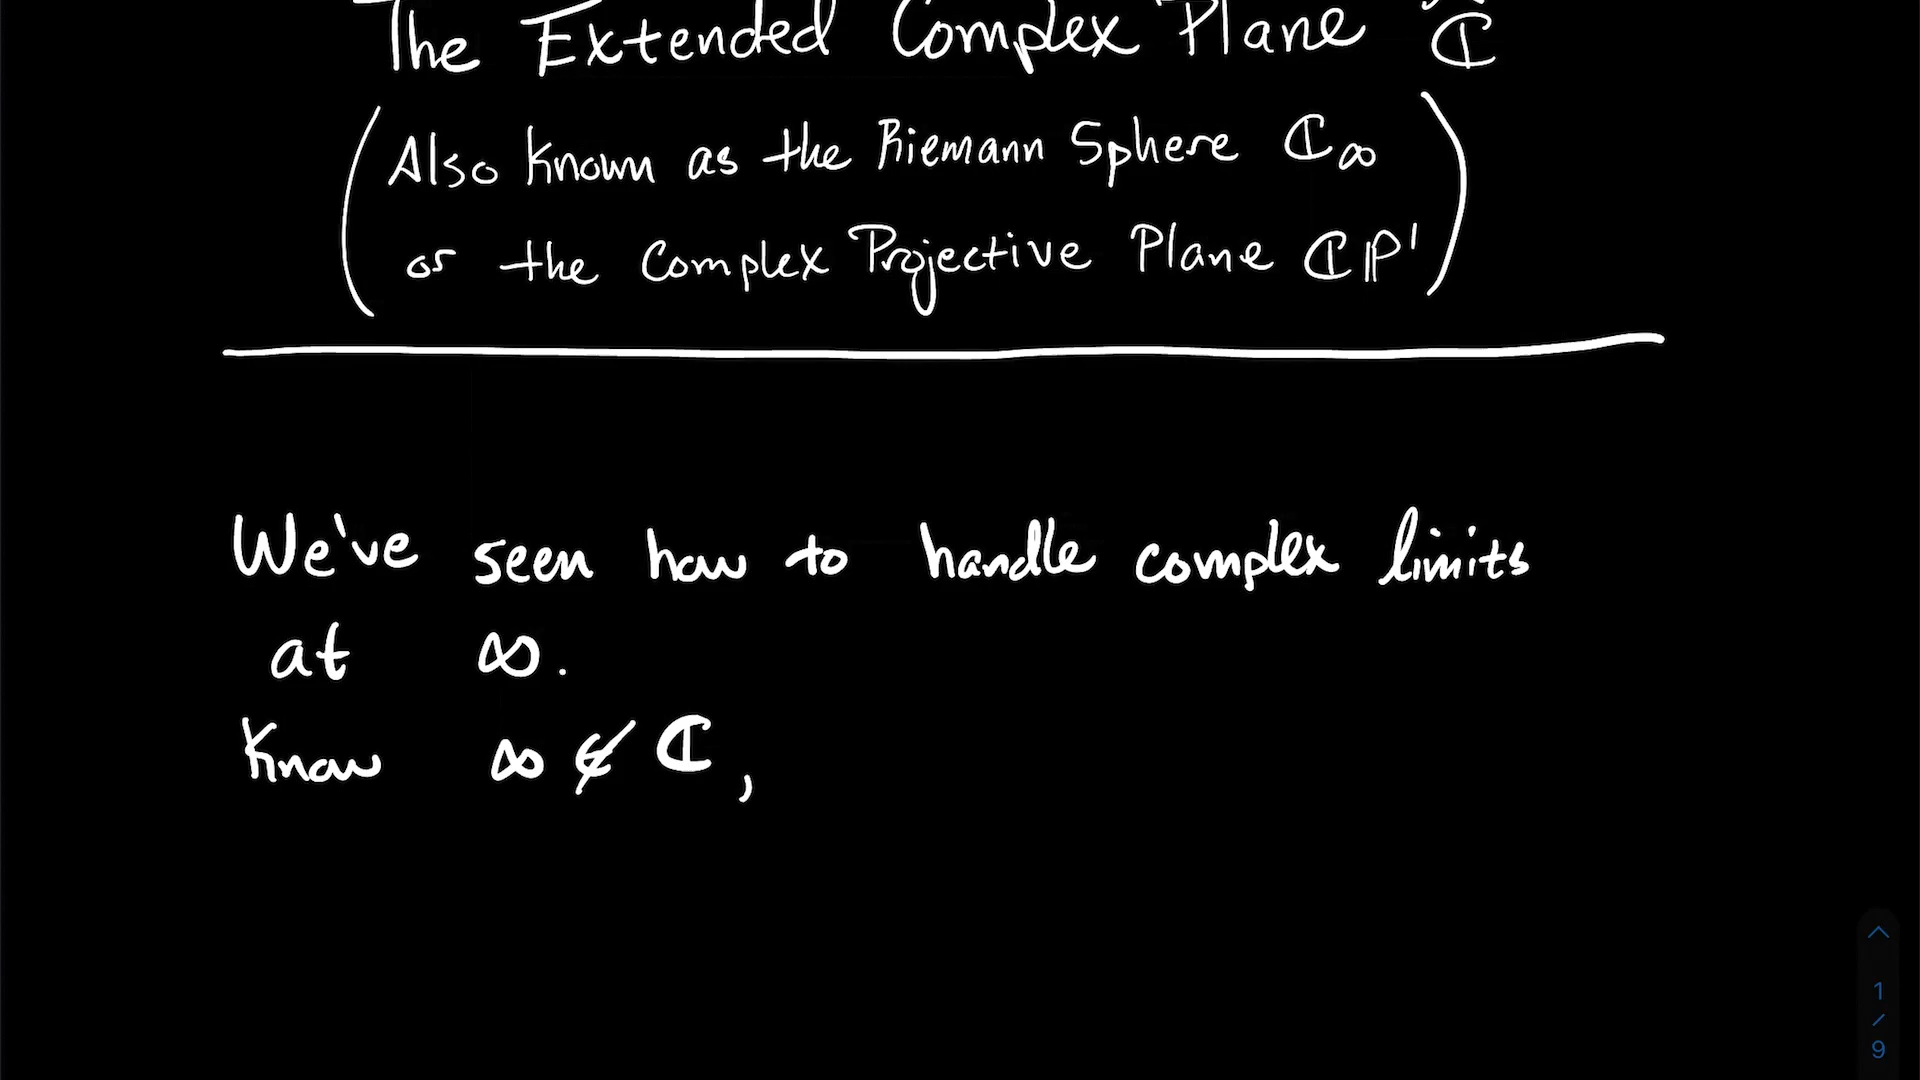 The Extended Complex Plane Ĉ
(Also known as the Riemann Sphere ℂ∞
or the Complex Projective Plane ℂℙ¹)
We've seen how to handle complex limits
at ∞.
Know ∞ ∉ ℂ,
1
/
9